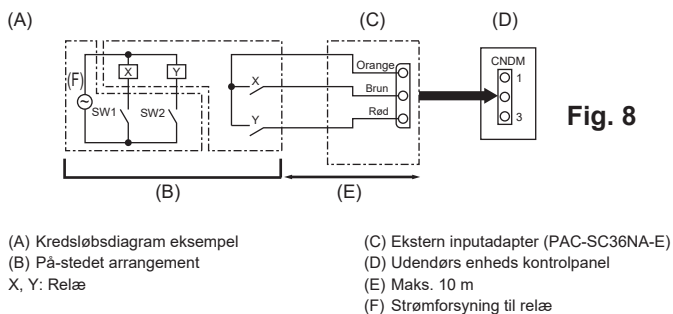 (A)
(C)
(D)
(F)
X
Y
SW1
SW2
X
Y
Orange
Brun
Rød
CNDM
1
3
Fig. 8
(B)
(E)
(A) Kredsløbsdiagram eksempel
(B) På-stedet arrangement
X, Y: Relæ
(C) Ekstern inputadapter (PAC-SC36NA-E)
(D) Udendørs enheds kontrolpanel
(E) Maks. 10 m
(F) Strømforsyning til relæ